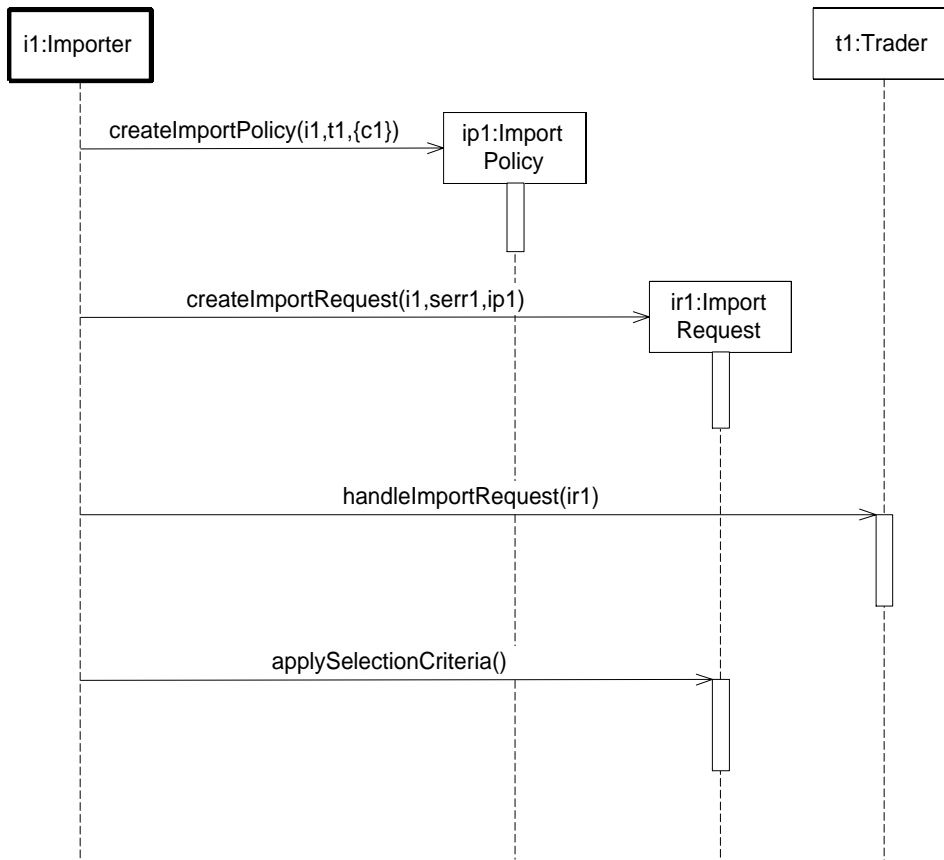 i1:Importer
t1:Trader
createImportPolicy(i1,t1,{c1})
ip1:Import
Policy
createImportRequest(i1,serr1,ip1)
ir1:Import
Request
handleImportRequest(ir1)
applySelectionCriteria()